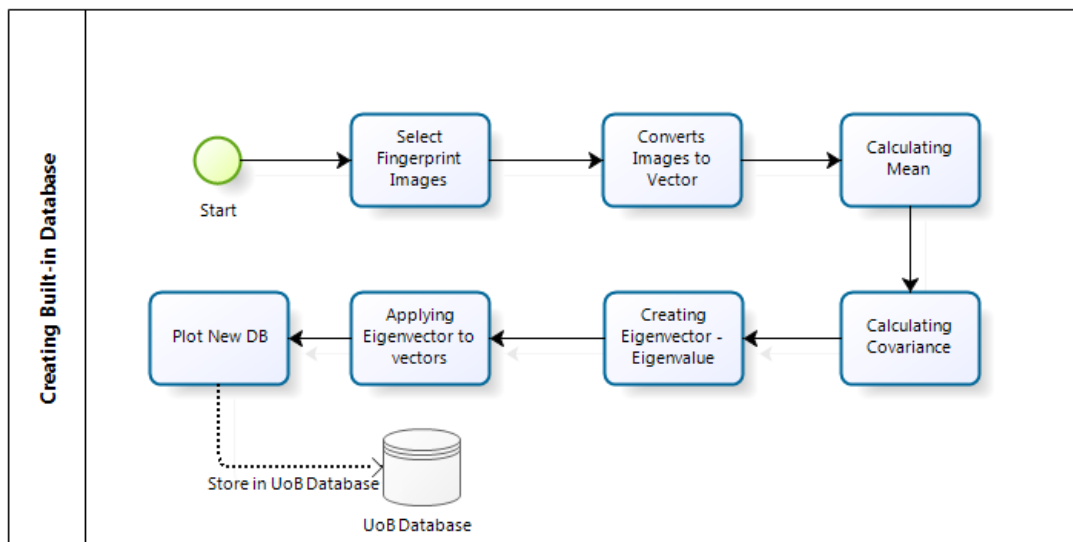 Creating Built-in Database
Start
Select
Fingerprint
Images
Converts
Images to
Vector
Calculating
Mean
Calculating
Covariance
Creating
Eigenvector -
Eigenvalue
Applying
Eigenvector to
vectors
Plot New DB
Store in UoB Database
UoB Database